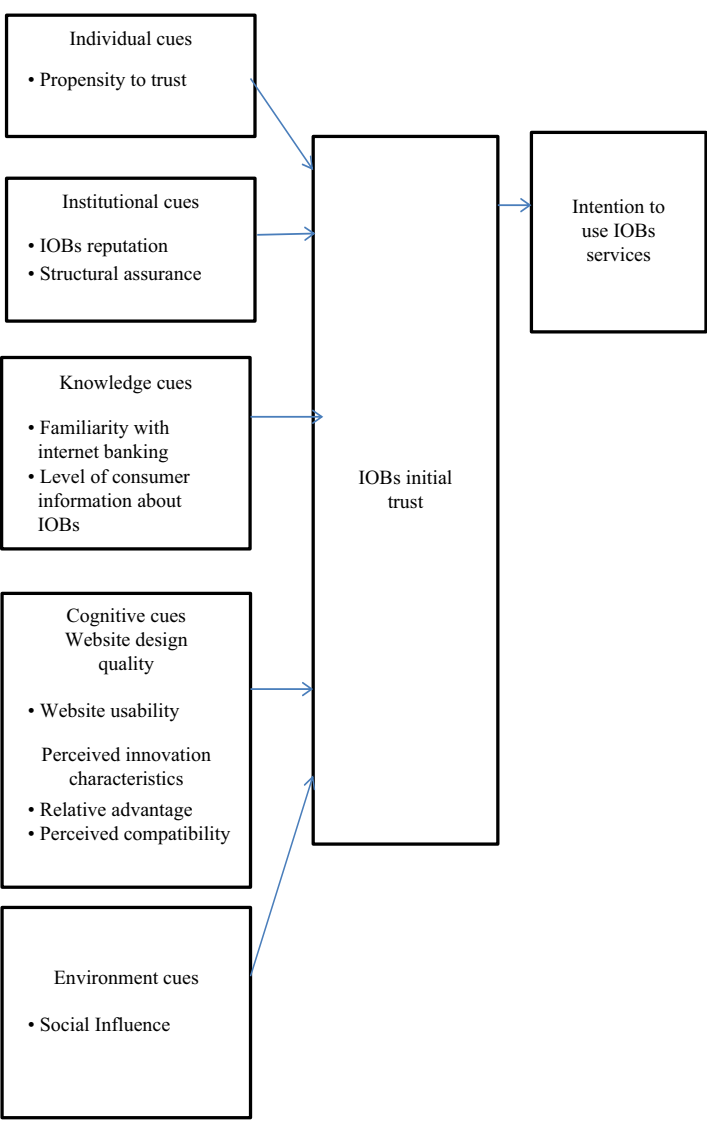 Individual cues
• Propensity to trust
Institutional cues
• IOBs reputation
• Structural assurance
Knowledge cues
• Familiarity with
internet banking
• Level of consumer
information about
IOBs
Cognitive cues
Website design
quality
• Website usability
Perceived innovation
characteristics
• Relative advantage
• Perceived compatibility
Environment cues
• Social Influence
IOBs initial
trust
Intention to
use IOBs
services